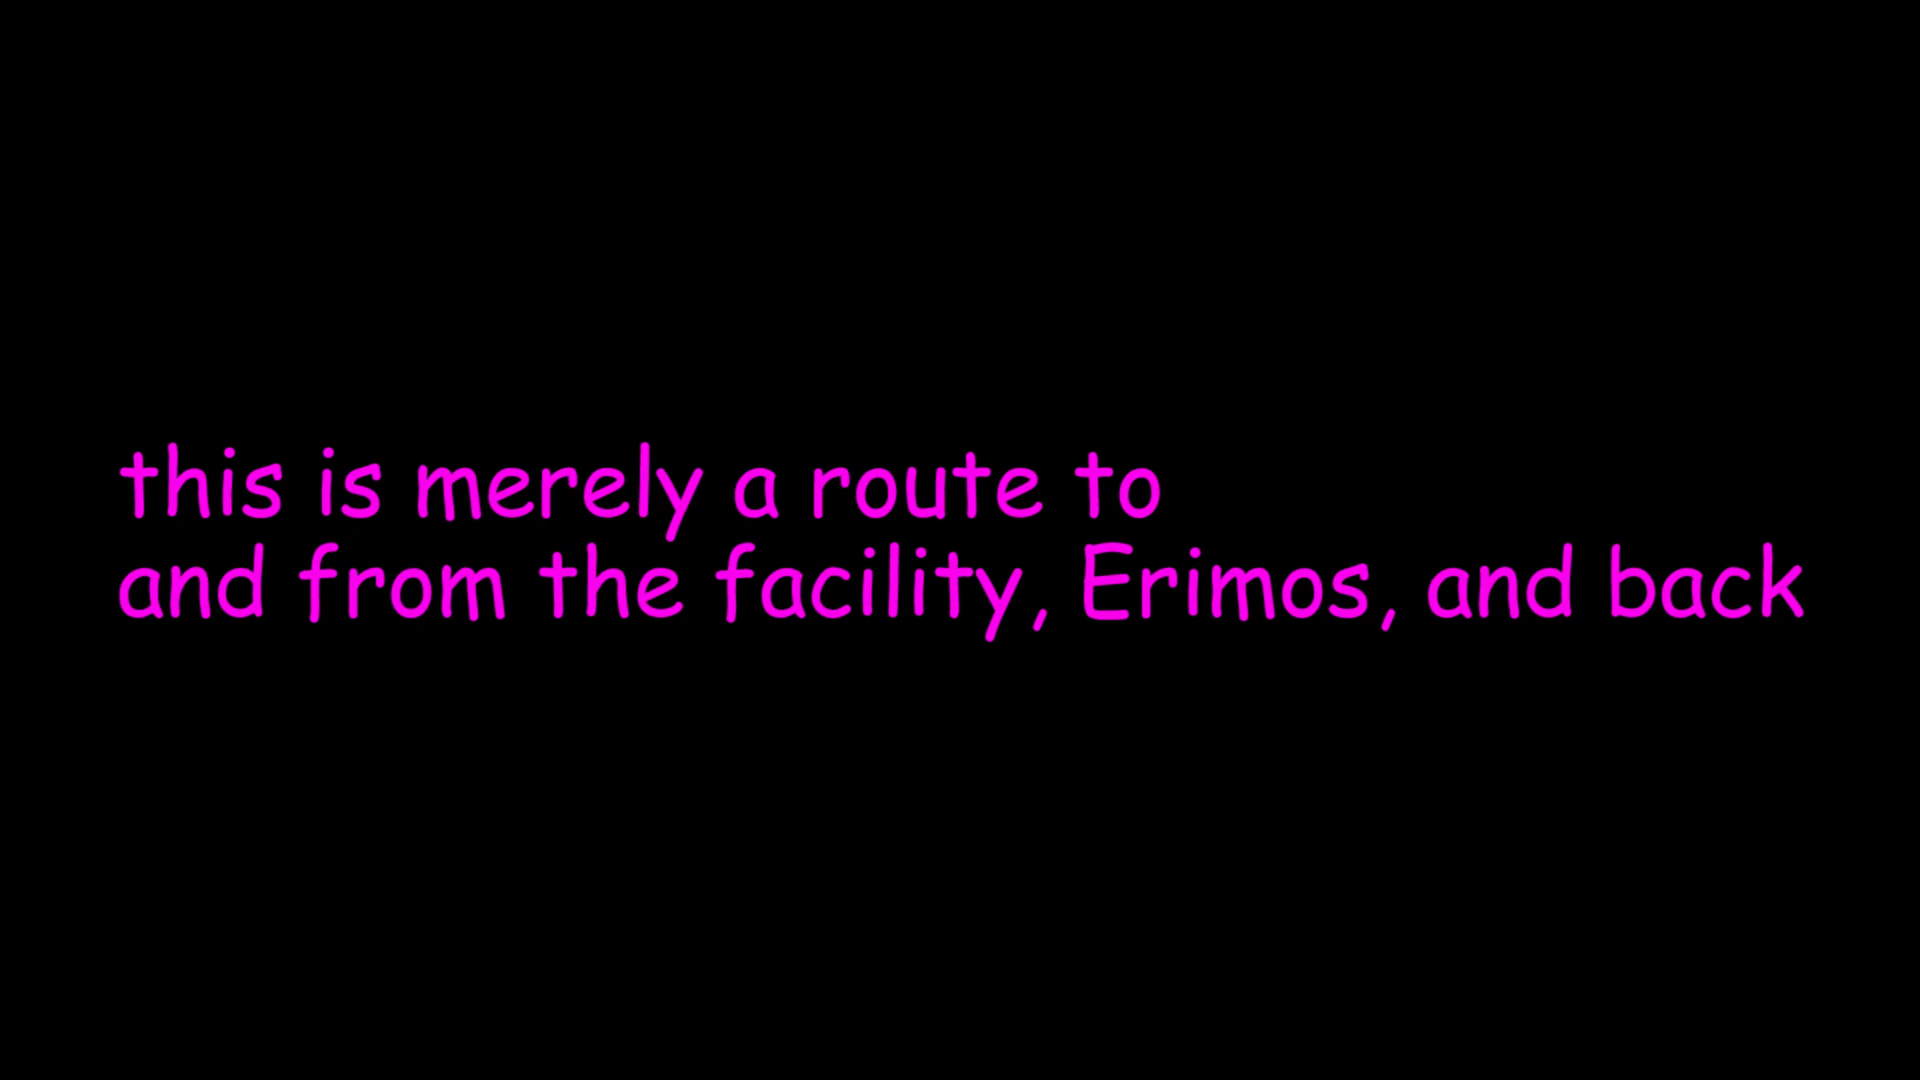 this is merely a route to
and from the facility, Erimos, and back